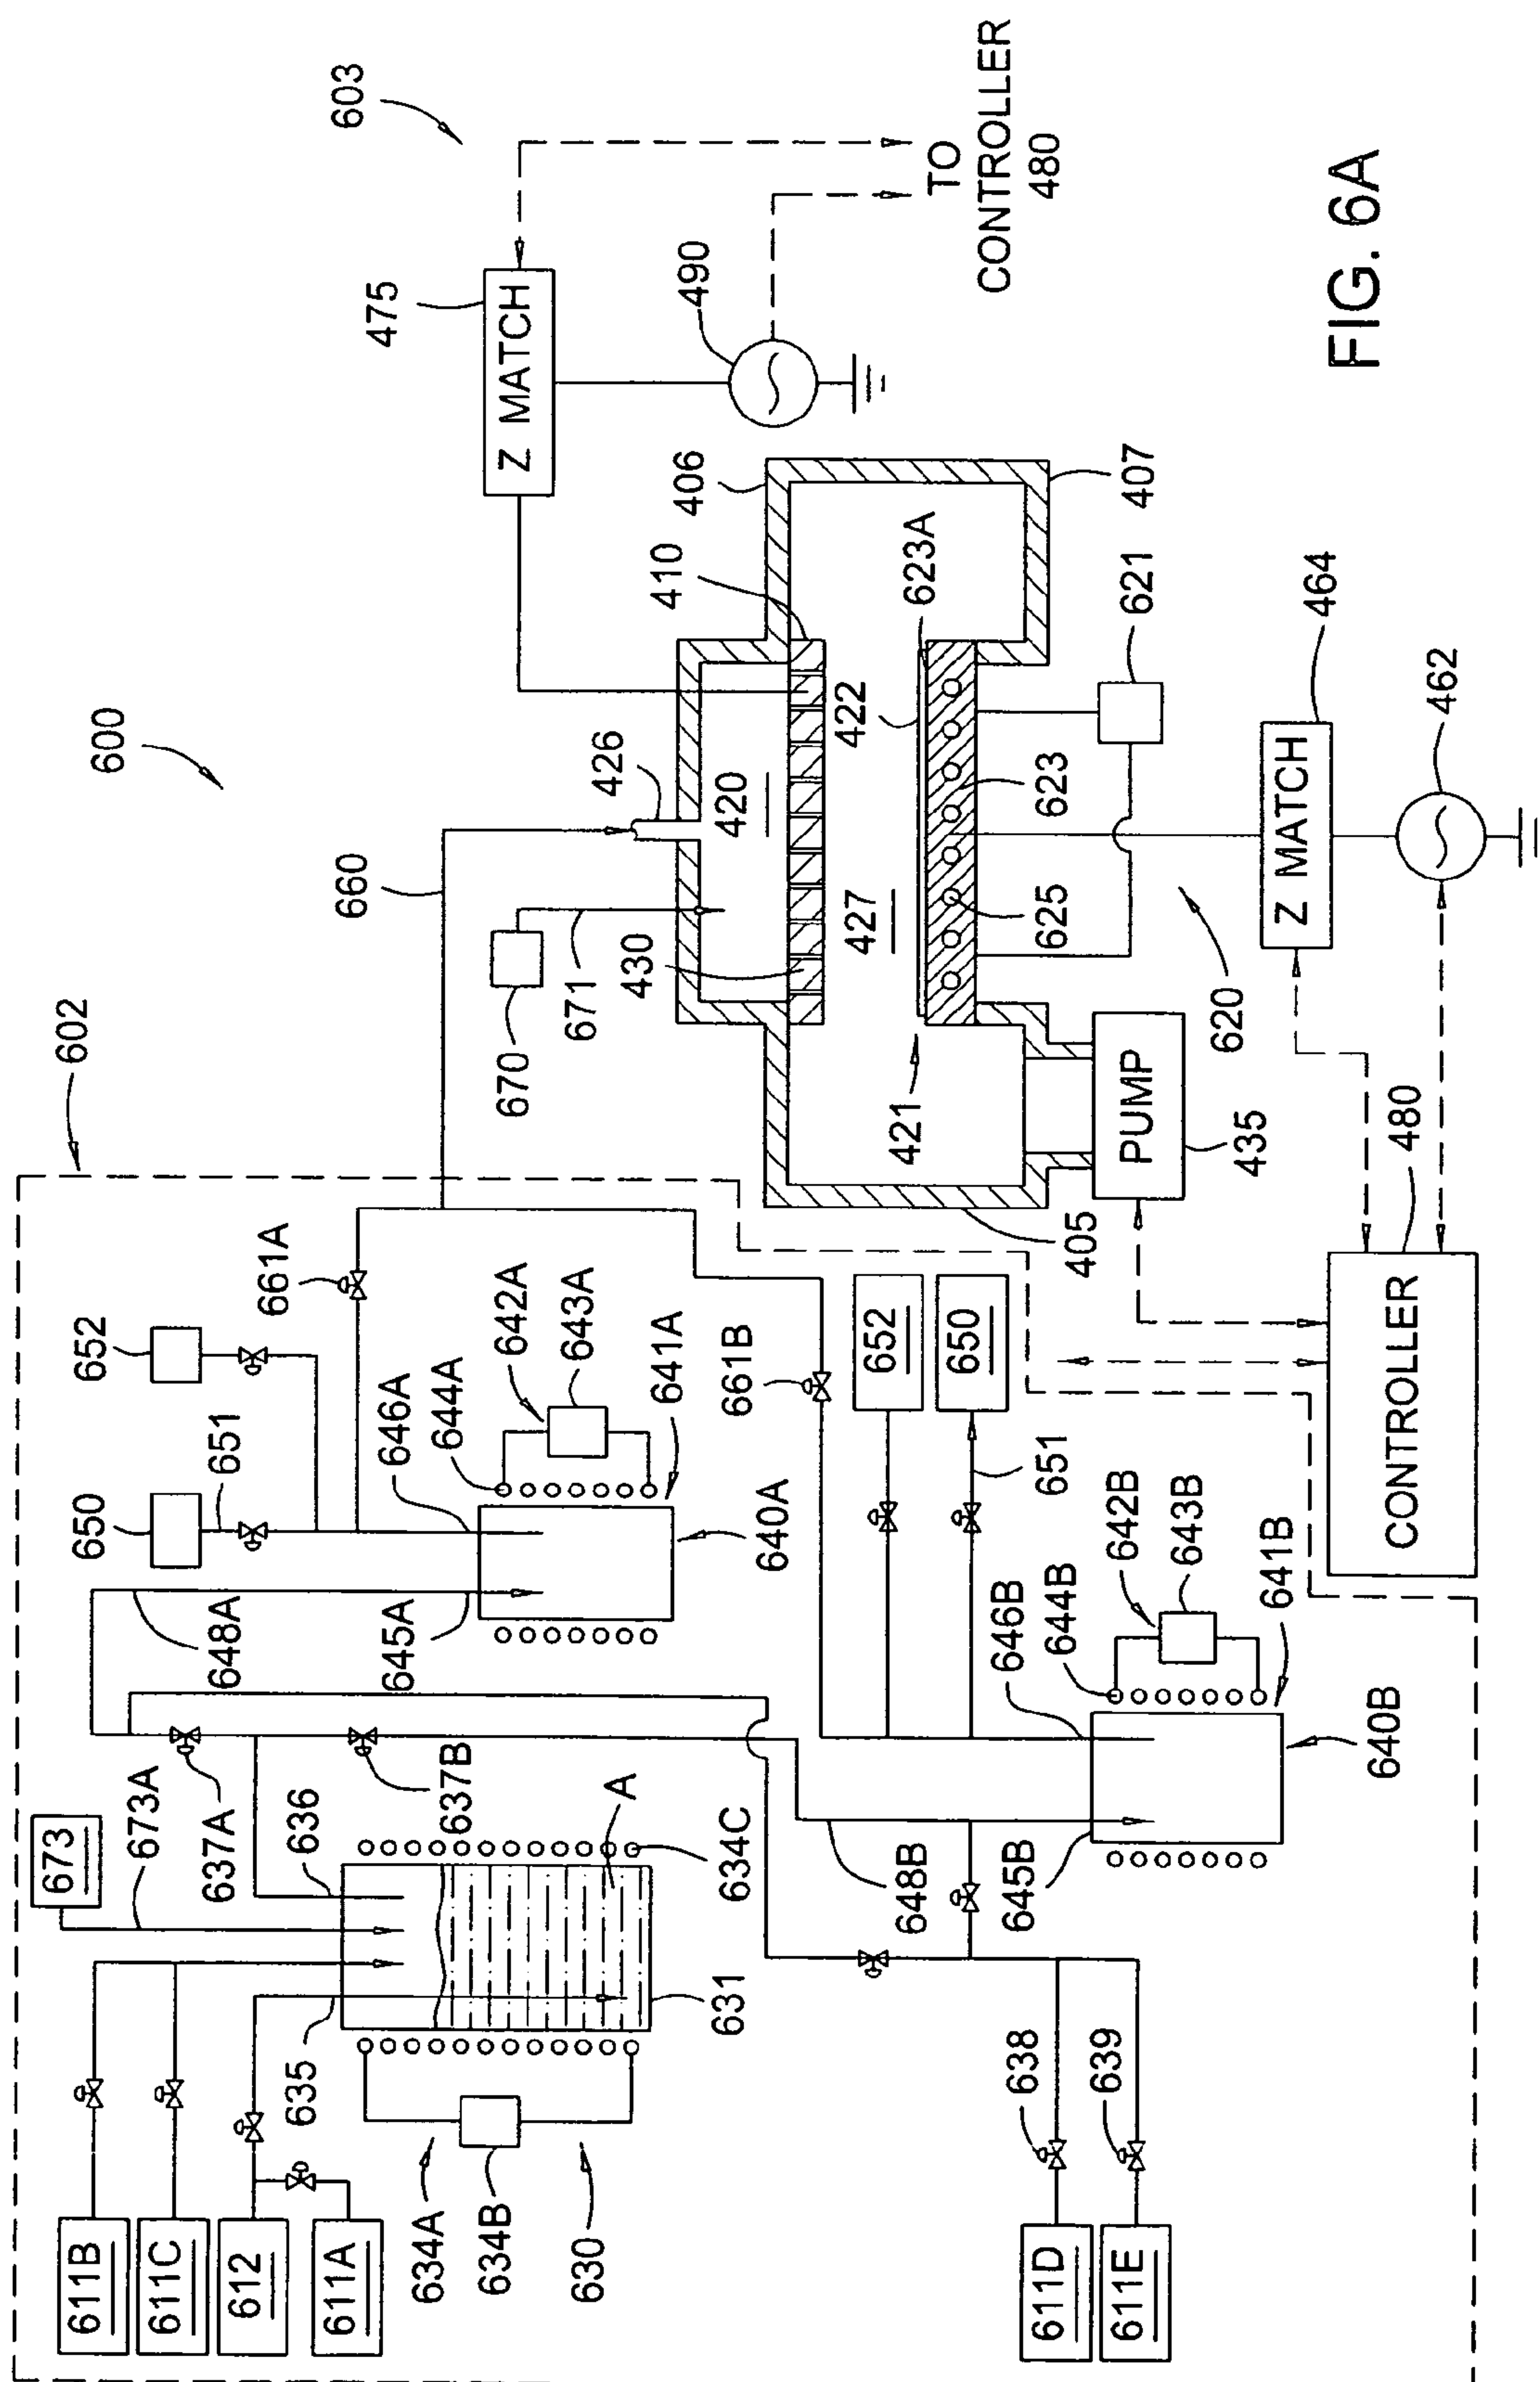 600
602
603
652
650
651
661A
660
670
671
430
426
420
410
406
475
Z MATCH
490
TO
CONTROLLER
480
673
673A
637A
636
648A
645A
646A
644A
642A
643A
641A
640A
611B
611C
612
611A
635
634A
634B
630
631
A
637B
634C
661B
652
650
651
405
421
427
422
623A
623
625
407
621
620
PUMP
435
648B
645B
646B
644B
642B
643B
641B
640B
611D
611E
638
639
CONTROLLER
480
Z MATCH
464
462
FIG. 6A